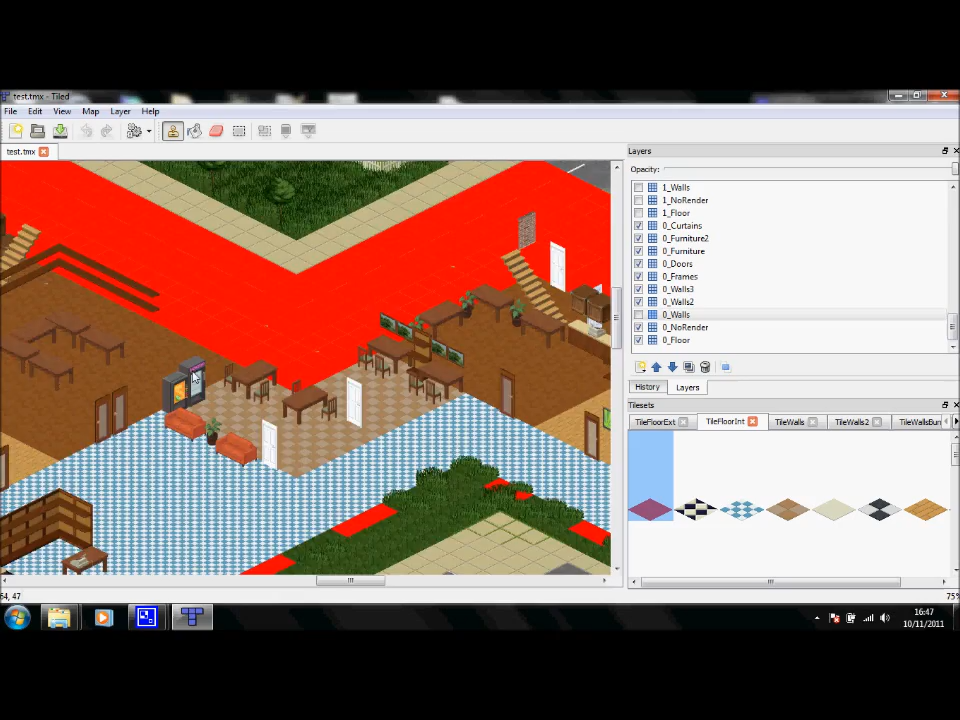 test.tmx - Tiled
File Edit View Map Layer Help
test.tmx
Layers
Opacity:
1_Walls
1_NoRender
1_Floor
0_Curtains
0_Furniture2
0_Furniture
0_Doors
0_Frames
0_Walls3
0_Walls2
0_Walls
0_NoRender
0_Floor
History Layers
Tilesets
TileFloorExt TileFloorInt TileWalls TileWalls2 TileWallsBur
64, 47
75%
16:47
10/11/2011